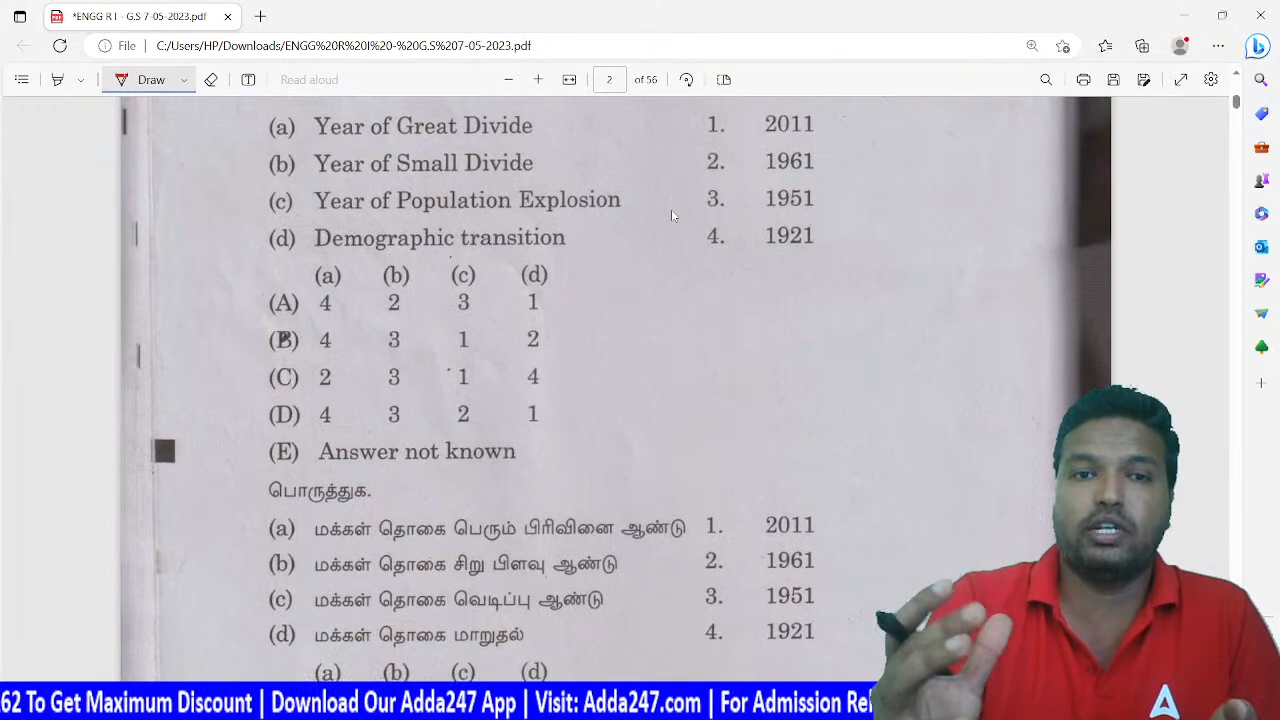 *ENGG R I - G.S 7-05-2023.pdf
File C:/Users/HP/Downloads/ENGG%20R%20I%20-%20G.S%207-05-2023.pdf
Draw Read aloud 2 of 56
(a) Year of Great Divide 1. 2011
(b) Year of Small Divide 2. 1961
(c) Year of Population Explosion 3. 1951
(d) Demographic transition 4. 1921
(a) (b) (c) (d)
(A) 4 2 3 1
(B) 4 3 1 2
(C) 2 3 1 4
(D) 4 3 2 1
(E) Answer not known
பொருத்துக.
(a) மக்கள் தொகை பெரும் பிரிவினை ஆண்டு 1. 2011
(b) மக்கள் தொகை சிறு பிளவு ஆண்டு 2. 1961
(c) மக்கள் தொகை வெடிப்பு ஆண்டு 3. 1951
(d) மக்கள் தொகை மாறுதல் 4. 1921
(a) (b) (c) (d)
62 To Get Maximum Discount | Download Our Adda247 App | Visit: Adda247.com | For Admission Rel